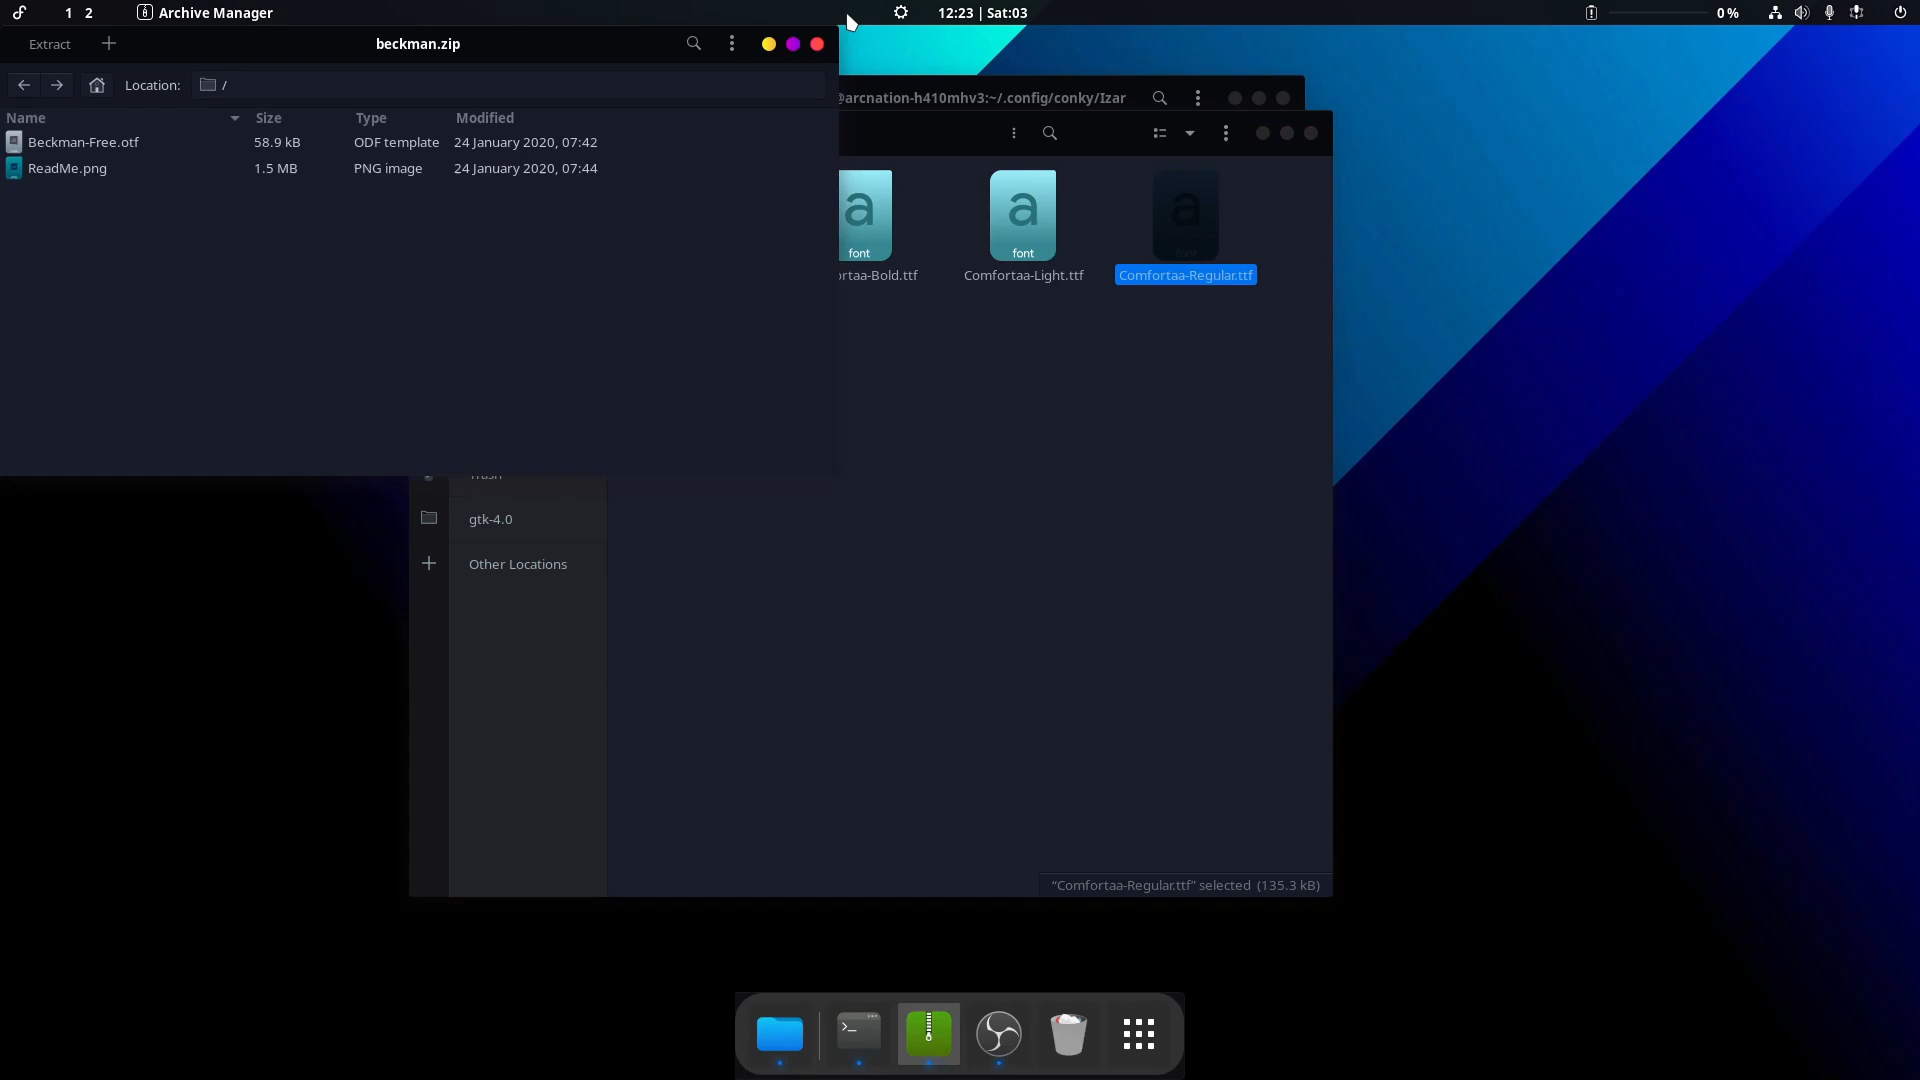 1 2 Archive Manager 12:23 | Sat:03 0 %
Extract beckman.zip
Location: /
Name Size Type Modified
Beckman-Free.otf 58.9 kB ODF template 24 January 2020, 07:42
ReadMe.png 1.5 MB PNG image 24 January 2020, 07:44
@arcnation-h410mhv3:~/.config/conky/Izar
a a a
font font font
rtaa-Bold.ttf Comfortaa-Light.ttf Comfortaa-Regular.ttf
Trash
gtk-4.0
Other Locations
“Comfortaa-Regular.ttf” selected (135.3 kB)